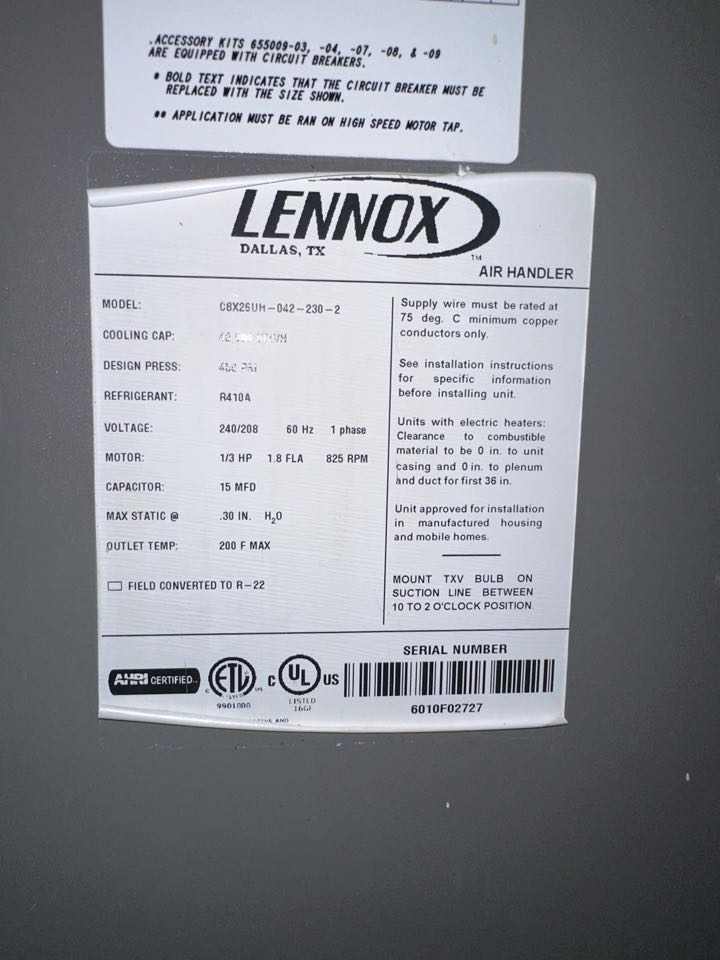 .ACCESSORY KITS 655009-03, -04, -07, -08, & -09
ARE EQUIPPED WITH CIRCUIT BREAKERS.
* BOLD TEXT INDICATES THAT THE CIRCUIT BREAKER MUST BE
REPLACED WITH THE SIZE SHOWN.
** APPLICATION MUST BE RAN ON HIGH SPEED MOTOR TAP.
LENNOX
DALLAS, TX
TM
AIR HANDLER
MODEL: CBX26UH-042-230-2
COOLING CAP:
DESIGN PRESS: PSI
REFRIGERANT: R410A
VOLTAGE: 240/208 60 Hz 1 phase
MOTOR: 1/3 HP 1.8 FLA 825 RPM
CAPACITOR: 15 MFD
MAX STATIC @ .30 IN. H2O
OUTLET TEMP: 200 F MAX
FIELD CONVERTED TO R-22
Supply wire must be rated at
75 deg. C minimum copper
conductors only.
See installation instructions
for specific information
before installing unit.
Units with electric heaters:
Clearance to combustible
material to be 0 in. to unit
casing and 0 in. to plenum
and duct for first 36 in.
Unit approved for installation
in manufactured housing
and mobile homes.
MOUNT TXV BULB ON
SUCTION LINE BETWEEN
10 TO 2 O'CLOCK POSITION.
AHRI CERTIFIED
C ETL US
LISTED
9901000
C UL US
LISTED
16GF
SERIAL NUMBER
6010F02727
AND